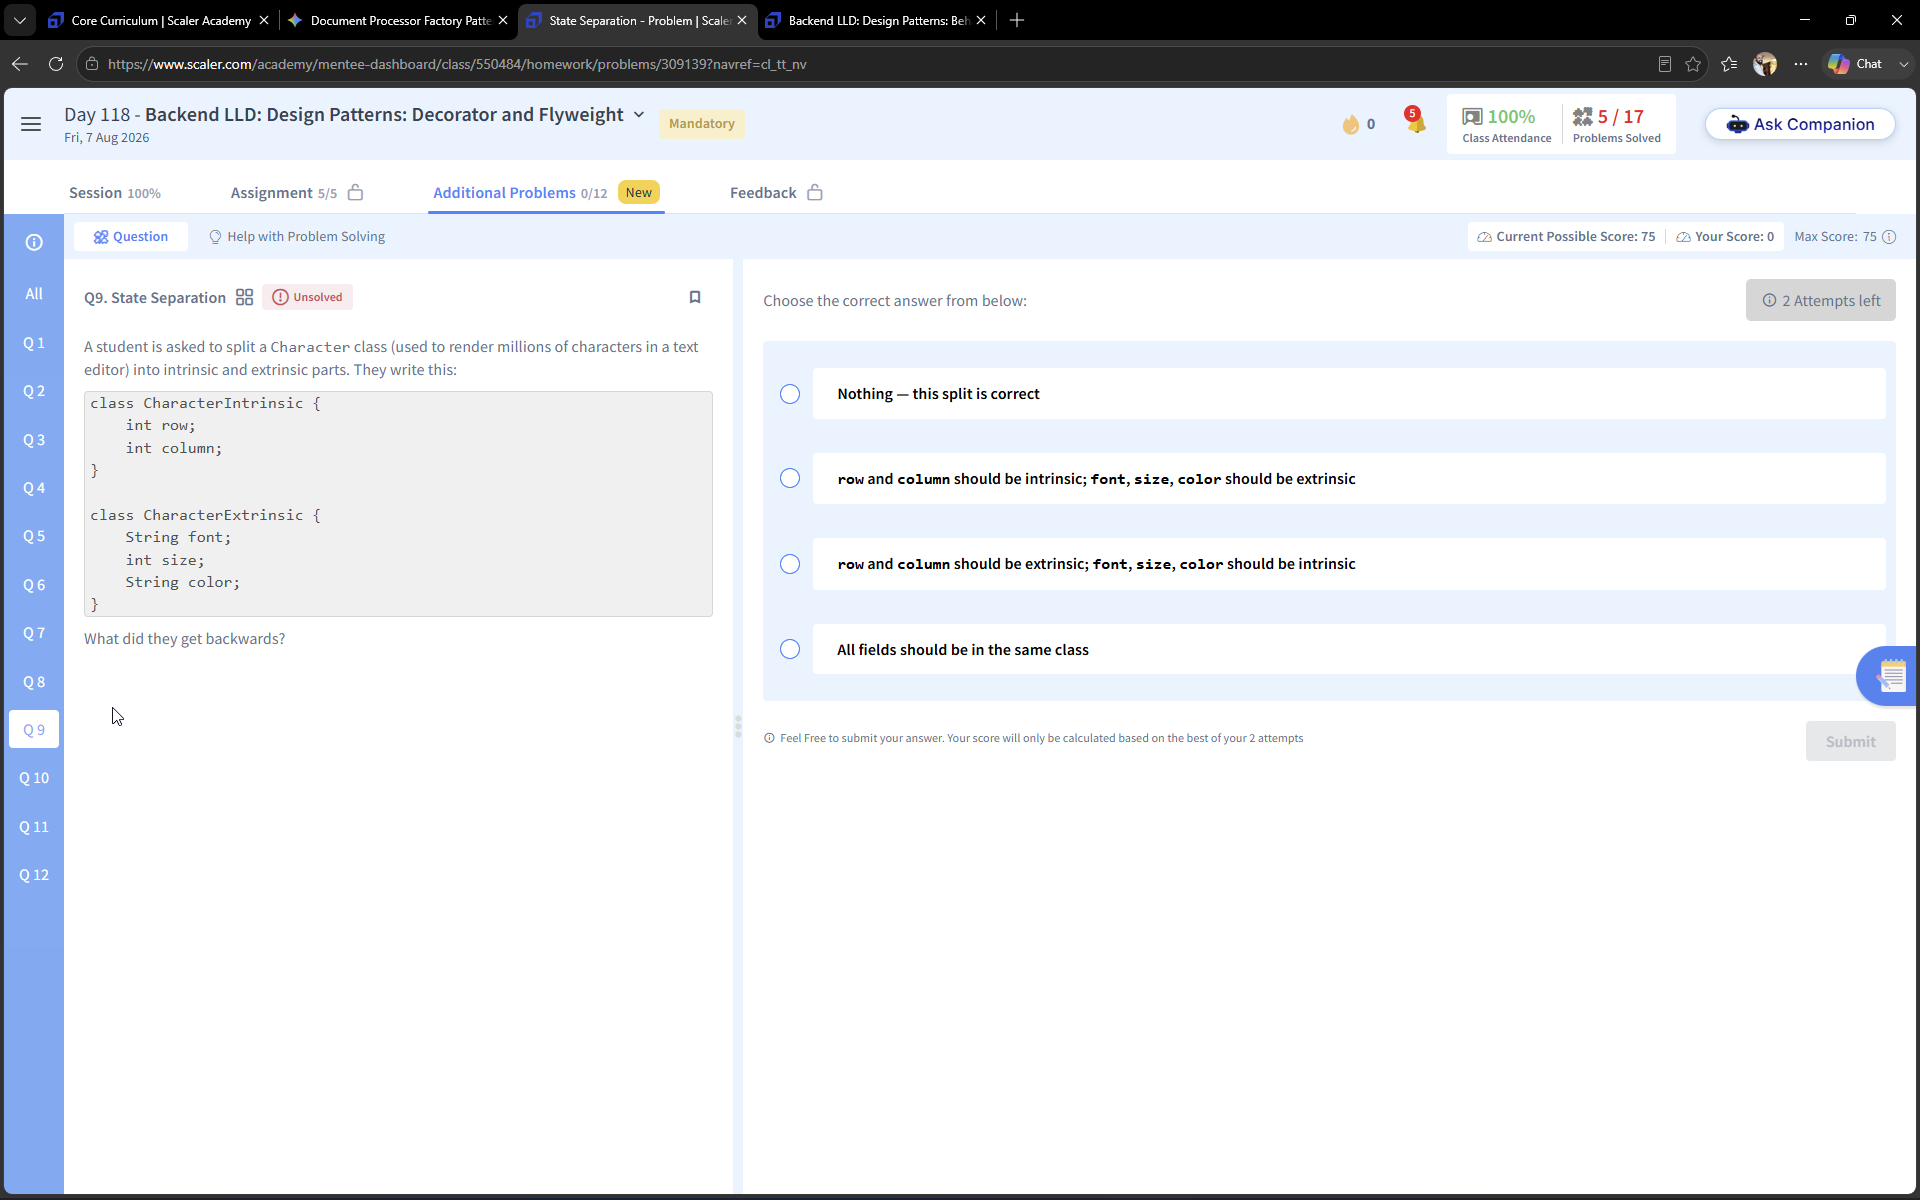 Core Curriculum | Scaler Academy
Document Processor Factory Patte
State Separation - Problem | Scaler
Backend LLD: Design Patterns: Beh
https://www.scaler.com/academy/mentee-dashboard/class/550484/homework/problems/309139?navref=cl_tt_nv
Chat
Day 118 - Backend LLD: Design Patterns: Decorator and Flyweight
Fri, 7 Aug 2026
Mandatory
0
5
100%
Class Attendance
5 / 17
Problems Solved
Ask Companion
Session 100%
Assignment 5/5
Additional Problems 0/12 New
Feedback
Question
Help with Problem Solving
Current Possible Score: 75
Your Score: 0
Max Score: 75
All
Q 1
Q 2
Q 3
Q 4
Q 5
Q 6
Q 7
Q 8
Q 9
Q 10
Q 11
Q 12
Q9. State Separation
Unsolved
A student is asked to split a Character class (used to render millions of characters in a text
editor) into intrinsic and extrinsic parts. They write this:
class CharacterIntrinsic {
    int row;
    int column;
}
class CharacterExtrinsic {
    String font;
    int size;
    String color;
}
What did they get backwards?
Choose the correct answer from below:
2 Attempts left
Nothing — this split is correct
row and column should be intrinsic; font, size, color should be extrinsic
row and column should be extrinsic; font, size, color should be intrinsic
All fields should be in the same class
Feel Free to submit your answer. Your score will only be calculated based on the best of your 2 attempts
Submit